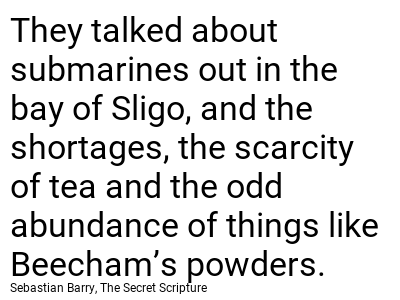 They talked about
submarines out in the
bay of Sligo, and the
shortages, the scarcity
of tea and the odd
abundance of things like
Beecham’s powders.
Sebastian Barry, The Secret Scripture